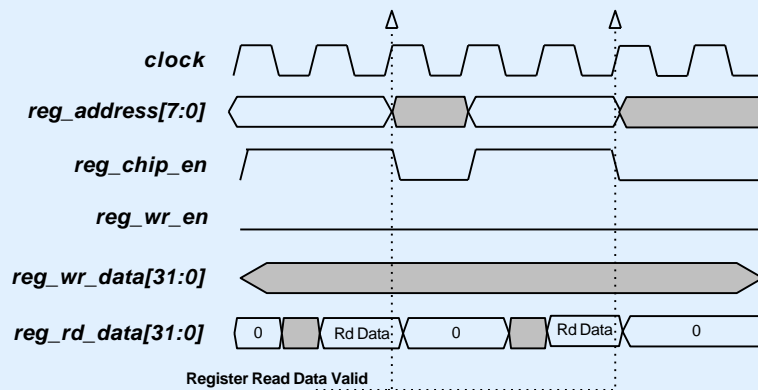 clock
reg_address[7:0]
reg_chip_en
reg_wr_en
reg_wr_data[31:0]
reg_rd_data[31:0] 0 Rd Data 0 Rd Data 0
Register Read Data Valid